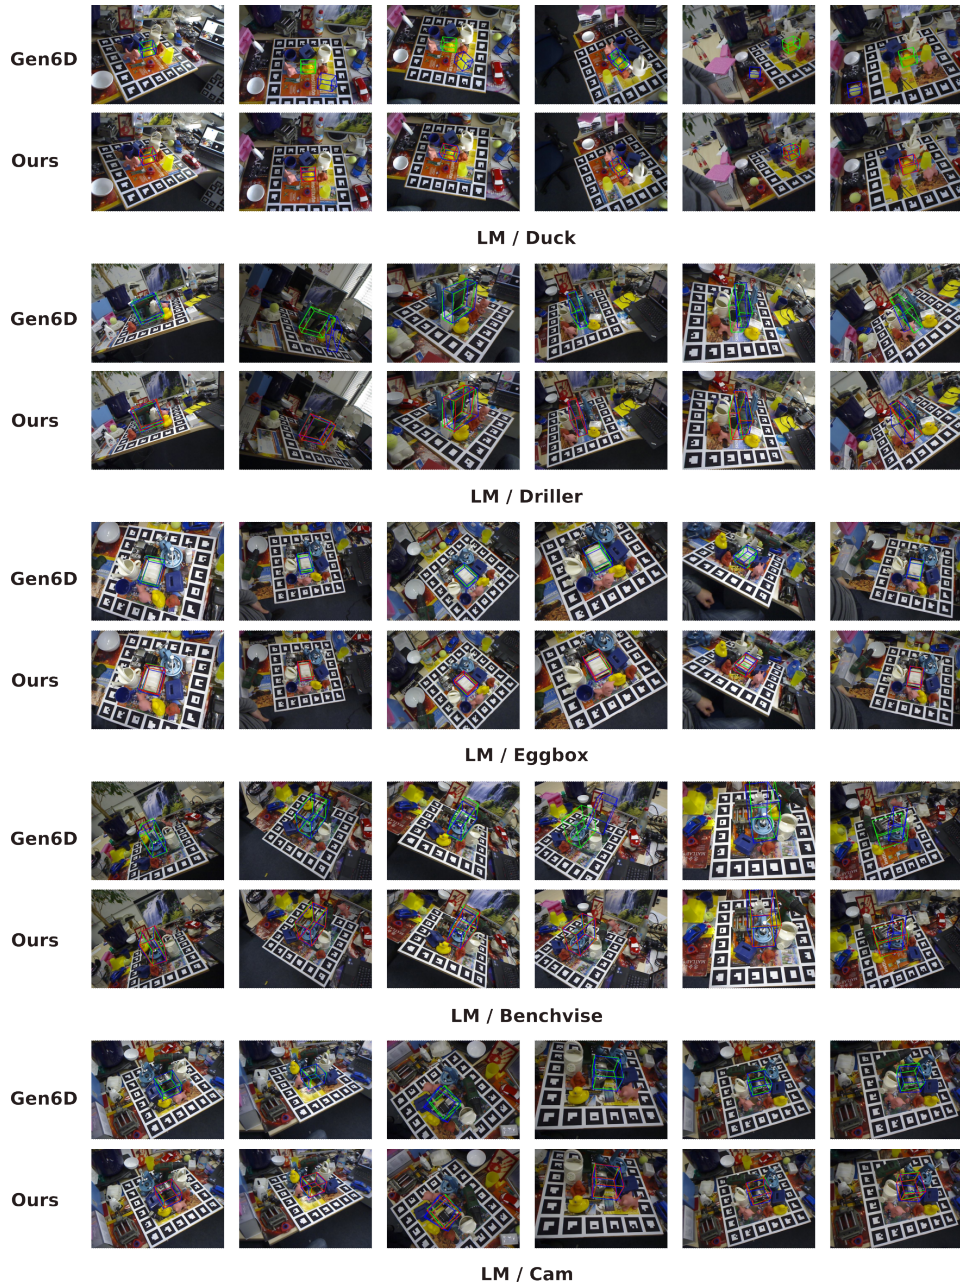 Gen6D
Ours
LM / Duck
Gen6D
Ours
LM / Driller
Gen6D
Ours
LM / Eggbox
Gen6D
Ours
LM / Benchvise
Gen6D
Ours
LM / Cam